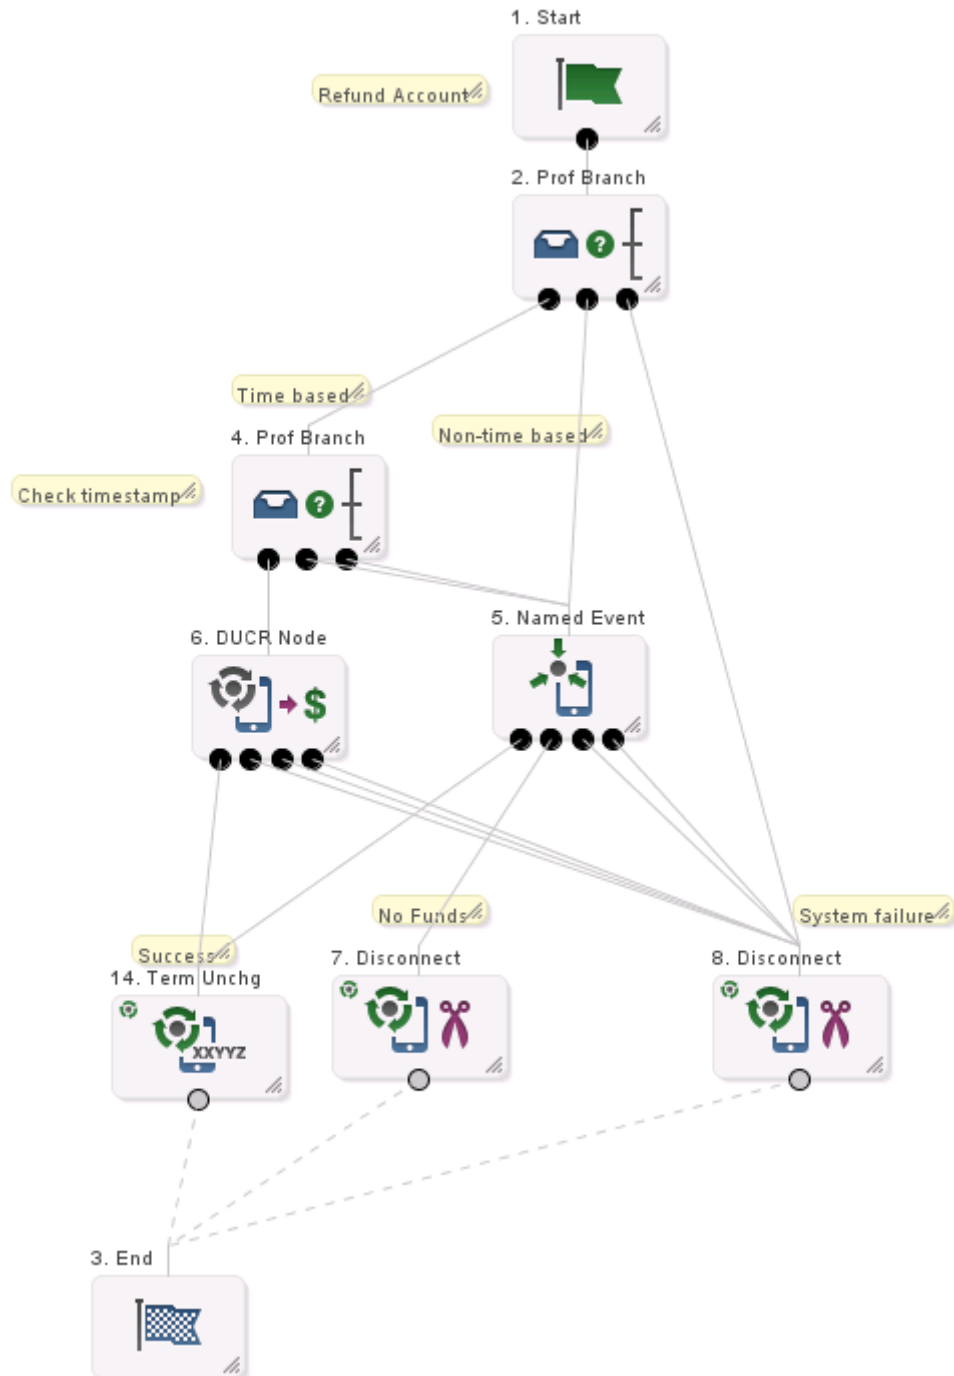 1. Start
Refund Account
2. Prof Branch
Time based
Non-time based
4. Prof Branch
Check timestamp
5. Named Event
6. DUCR Node
$
No Funds
System failure
Success
14. Term Unchg
7. Disconnect
8. Disconnect
XXYYZ
3. End